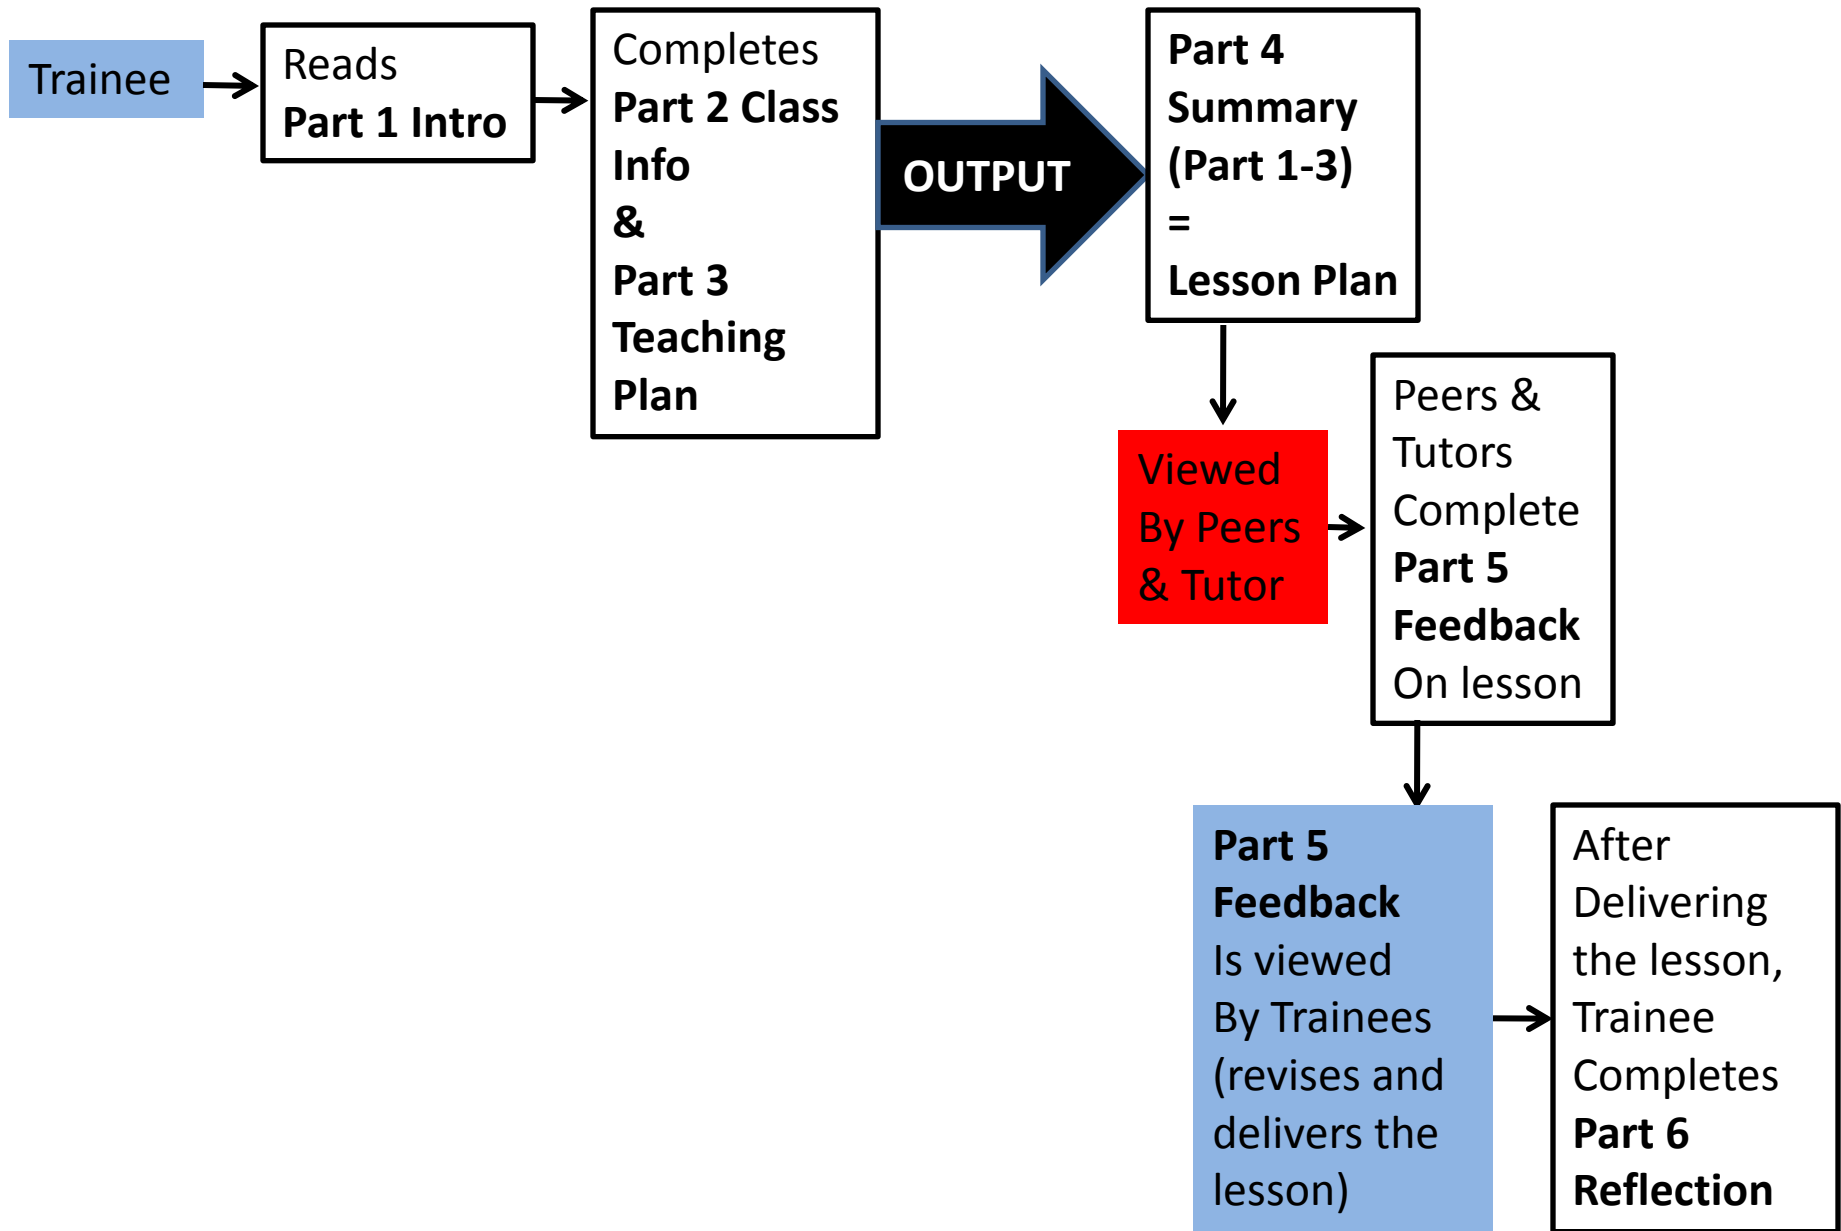 Trainee
Reads
Part 1 Intro
Completes
Part 2 Class
Info
&
Part 3
Teaching
Plan
OUTPUT
Part 4
Summary
(Part 1-3)
=
Lesson Plan
Viewed
By Peers
& Tutor
Peers &
Tutors
Complete
Part 5
Feedback
On lesson
Part 5
Feedback
Is viewed
By Trainees
(revises and
delivers the
lesson)
After
Delivering
the lesson,
Trainee
Completes
Part 6
Reflection